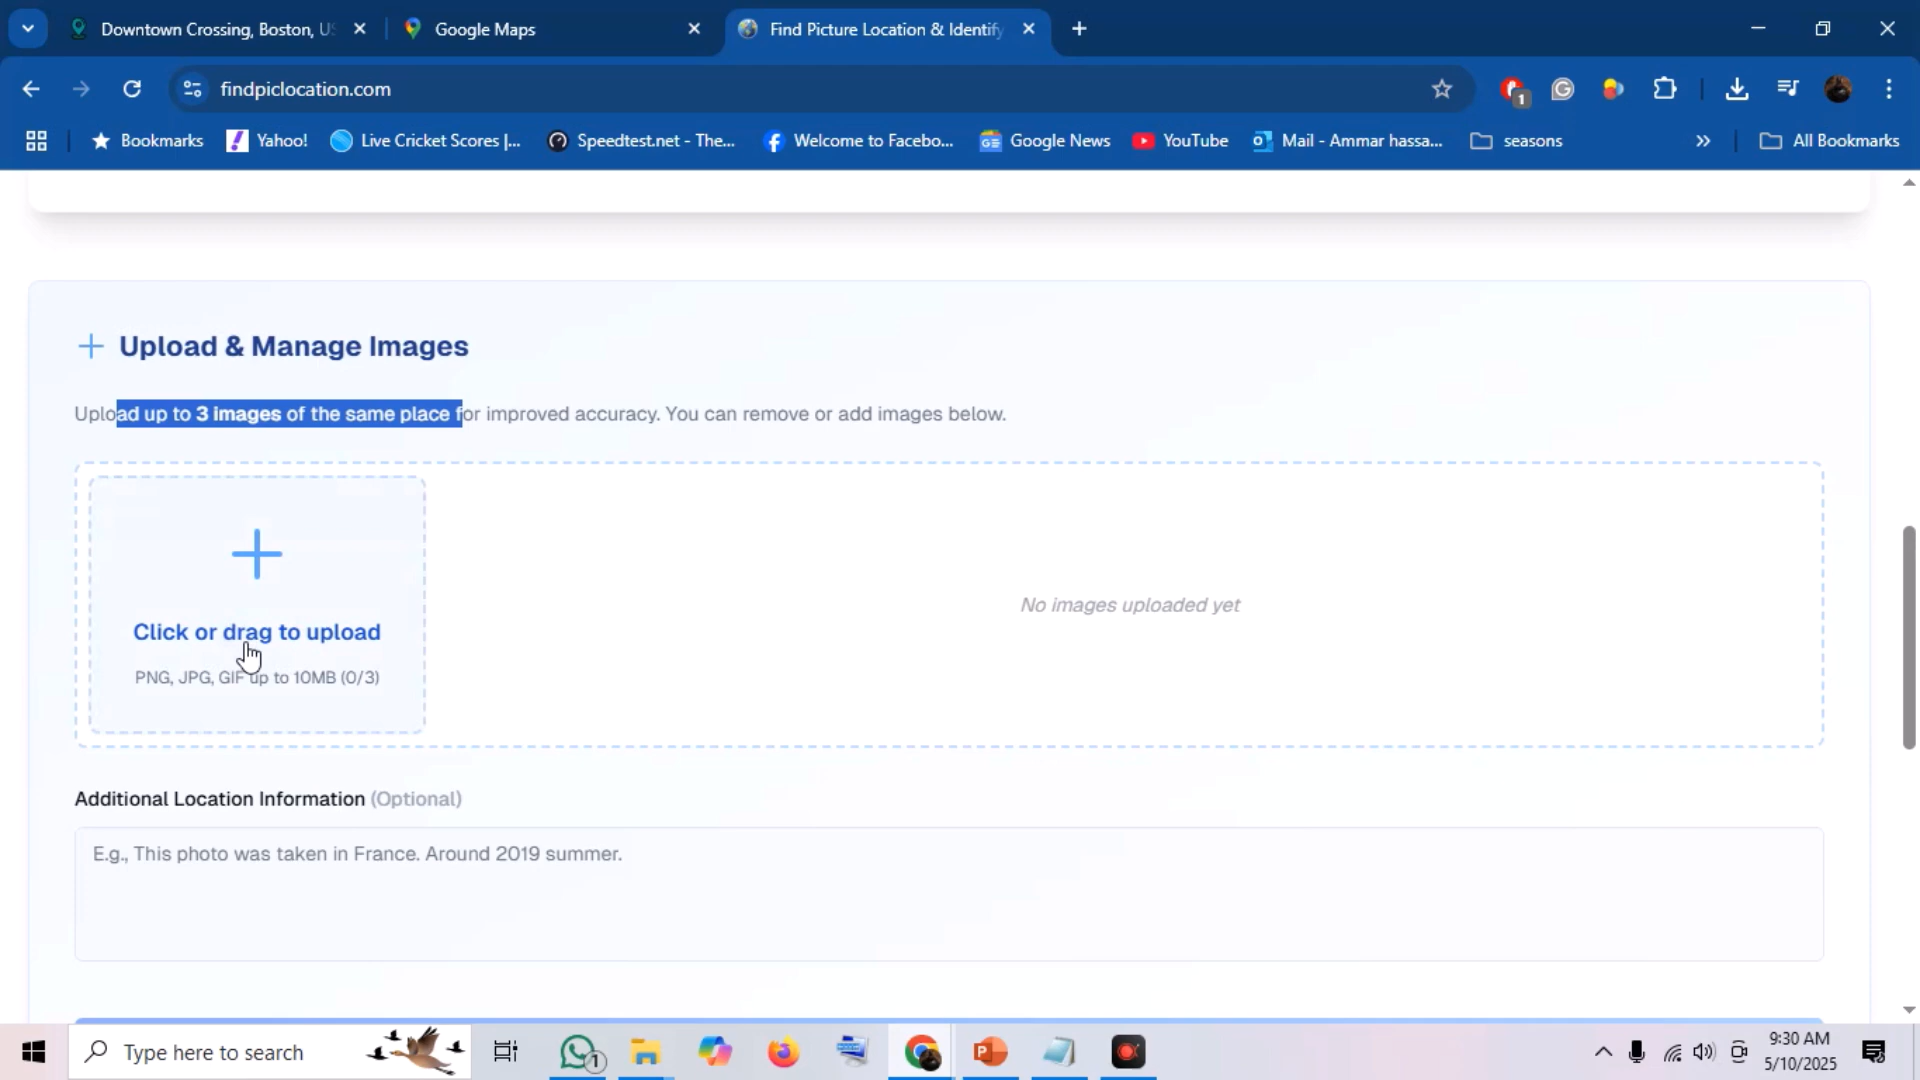 Downtown Crossing, Boston, US
Google Maps
Find Picture Location & Identify
findpiclocation.com
1
Bookmarks
Yahoo!
Live Cricket Scores |...
Speedtest.net - The...
Welcome to Facebo...
Google News
YouTube
Mail - Ammar hassa...
seasons
All Bookmarks
Upload & Manage Images
Upload up to 3 images of the same place for improved accuracy. You can remove or add images below.
Click or drag to upload
PNG, JPG, GIF up to 10MB (0/3)
No images uploaded yet
Additional Location Information (Optional)
E.g., This photo was taken in France. Around 2019 summer.
Type here to search
1
9:30 AM
5/10/2025